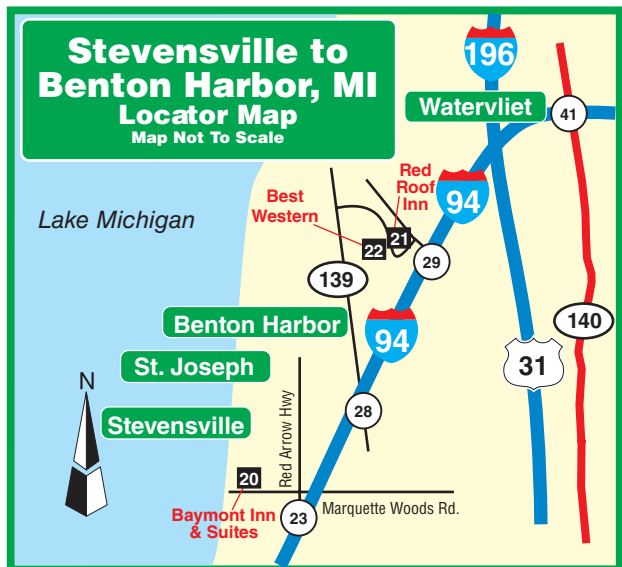 Stevensville to
Benton Harbor, MI
Locator Map
Map Not To Scale
196
Watervliet
41
Red
Roof
Inn
94
Best
Western
Lake Michigan
21
22
29
139
Benton Harbor
94
140
31
St. Joseph
N
Red Arrow Hwy
28
Stevensville
20
Marquette Woods Rd.
Baymont Inn
& Suites
23